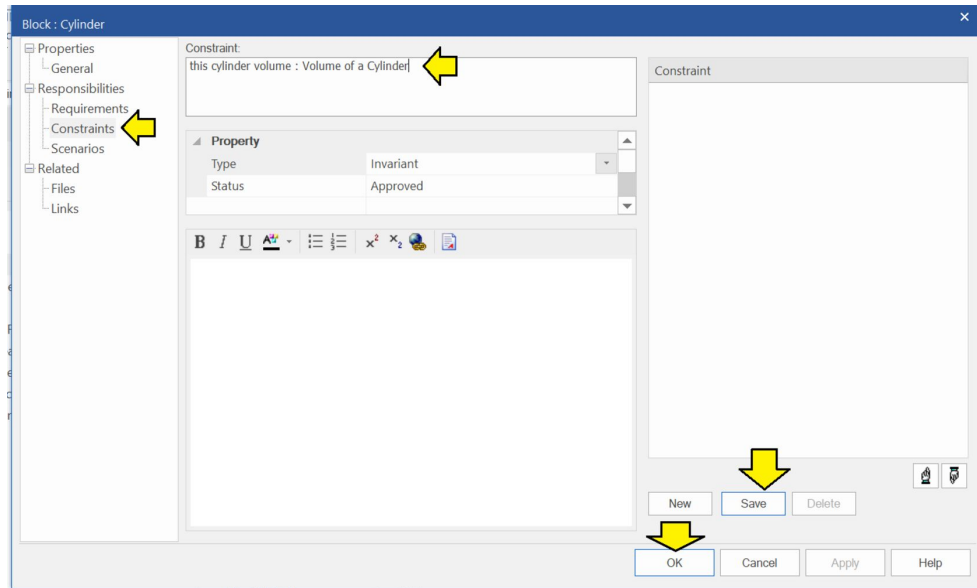 Block : Cylinder
Properties
General
Responsibilities
Requirements
Constraints
Scenarios
Related
Files
Links
Constraint:
this cylinder volume : Volume of a Cylinder
Property
Type Invariant
Status Approved
B I U A x² x₂
Constraint
New Save Delete
OK Cancel Apply Help